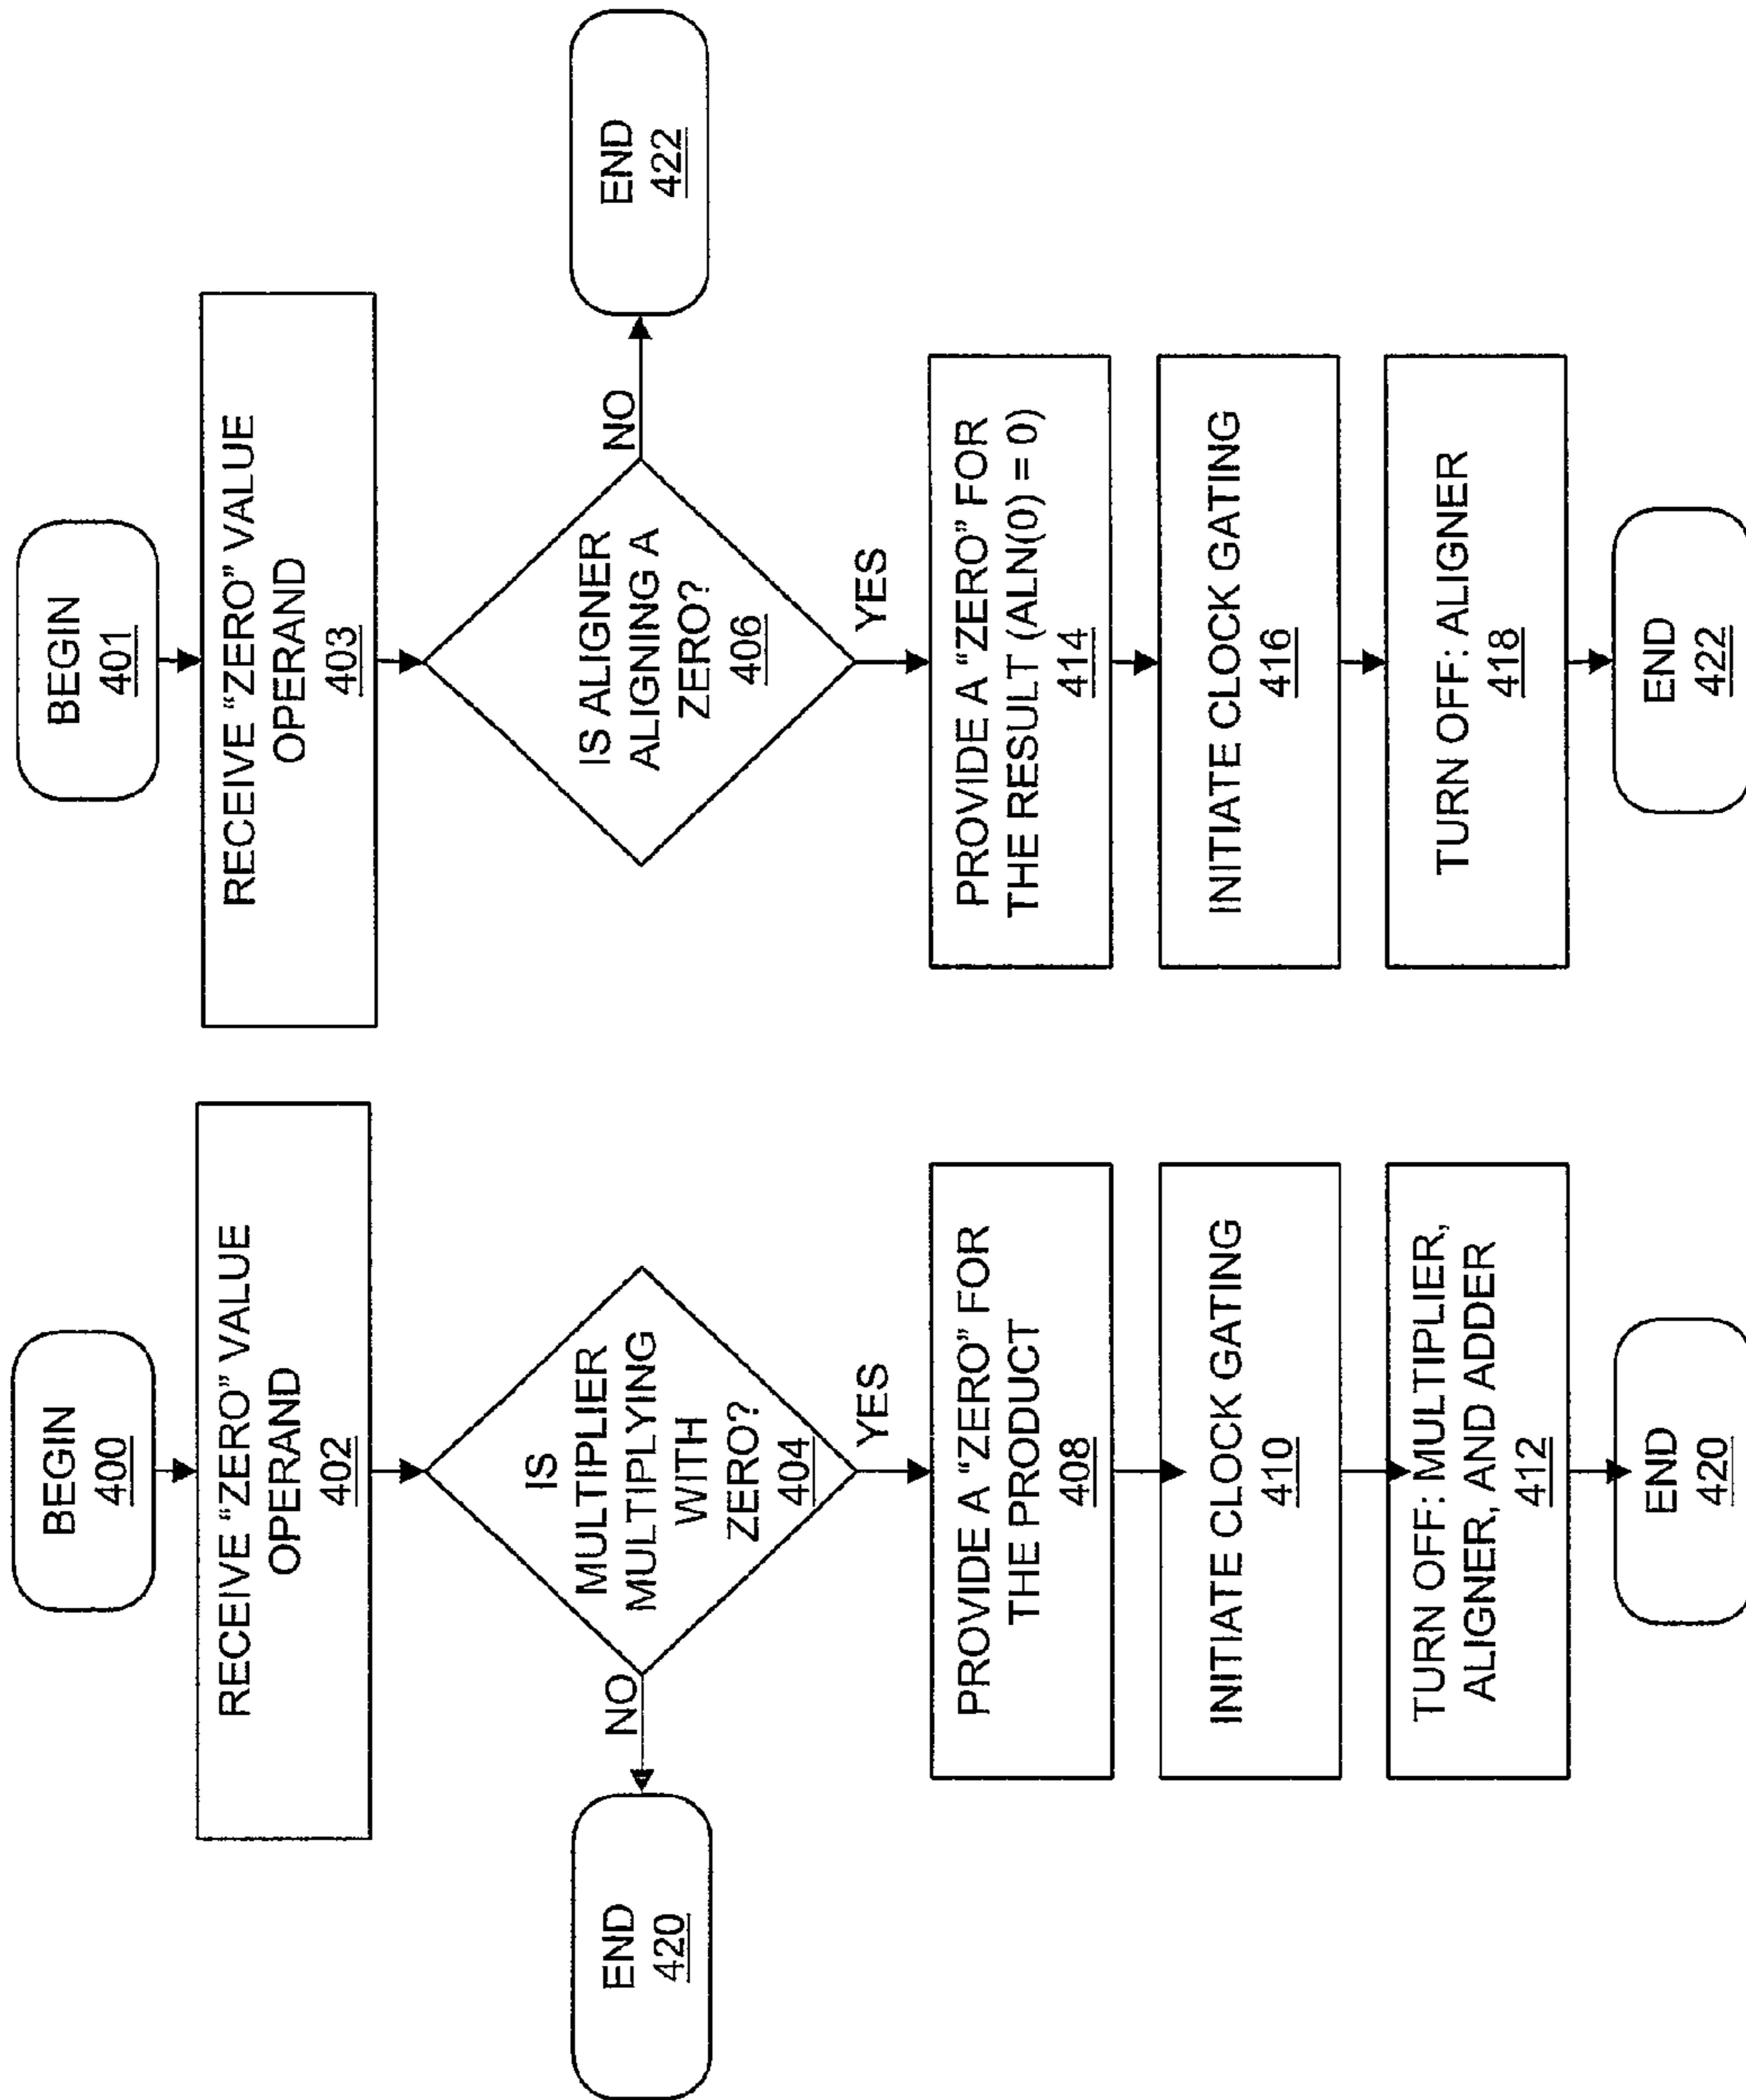 BEGIN
400
RECEIVE “ZERO” VALUE
OPERAND
402
IS
MULTIPLIER
MULTIPLYING
WITH
ZERO?
404
NO
END
420
YES
PROVIDE A “ZERO” FOR
THE PRODUCT
408
INITIATE CLOCK GATING
410
TURN OFF: MULTIPLIER,
ALIGNER, AND ADDER
412
END
420
BEGIN
401
RECEIVE “ZERO” VALUE
OPERAND
403
IS ALIGNER
ALIGNING A
ZERO?
406
NO
END
422
YES
PROVIDE A “ZERO” FOR
THE RESULT (ALN(0) = 0)
414
INITIATE CLOCK GATING
416
TURN OFF: ALIGNER
418
END
422